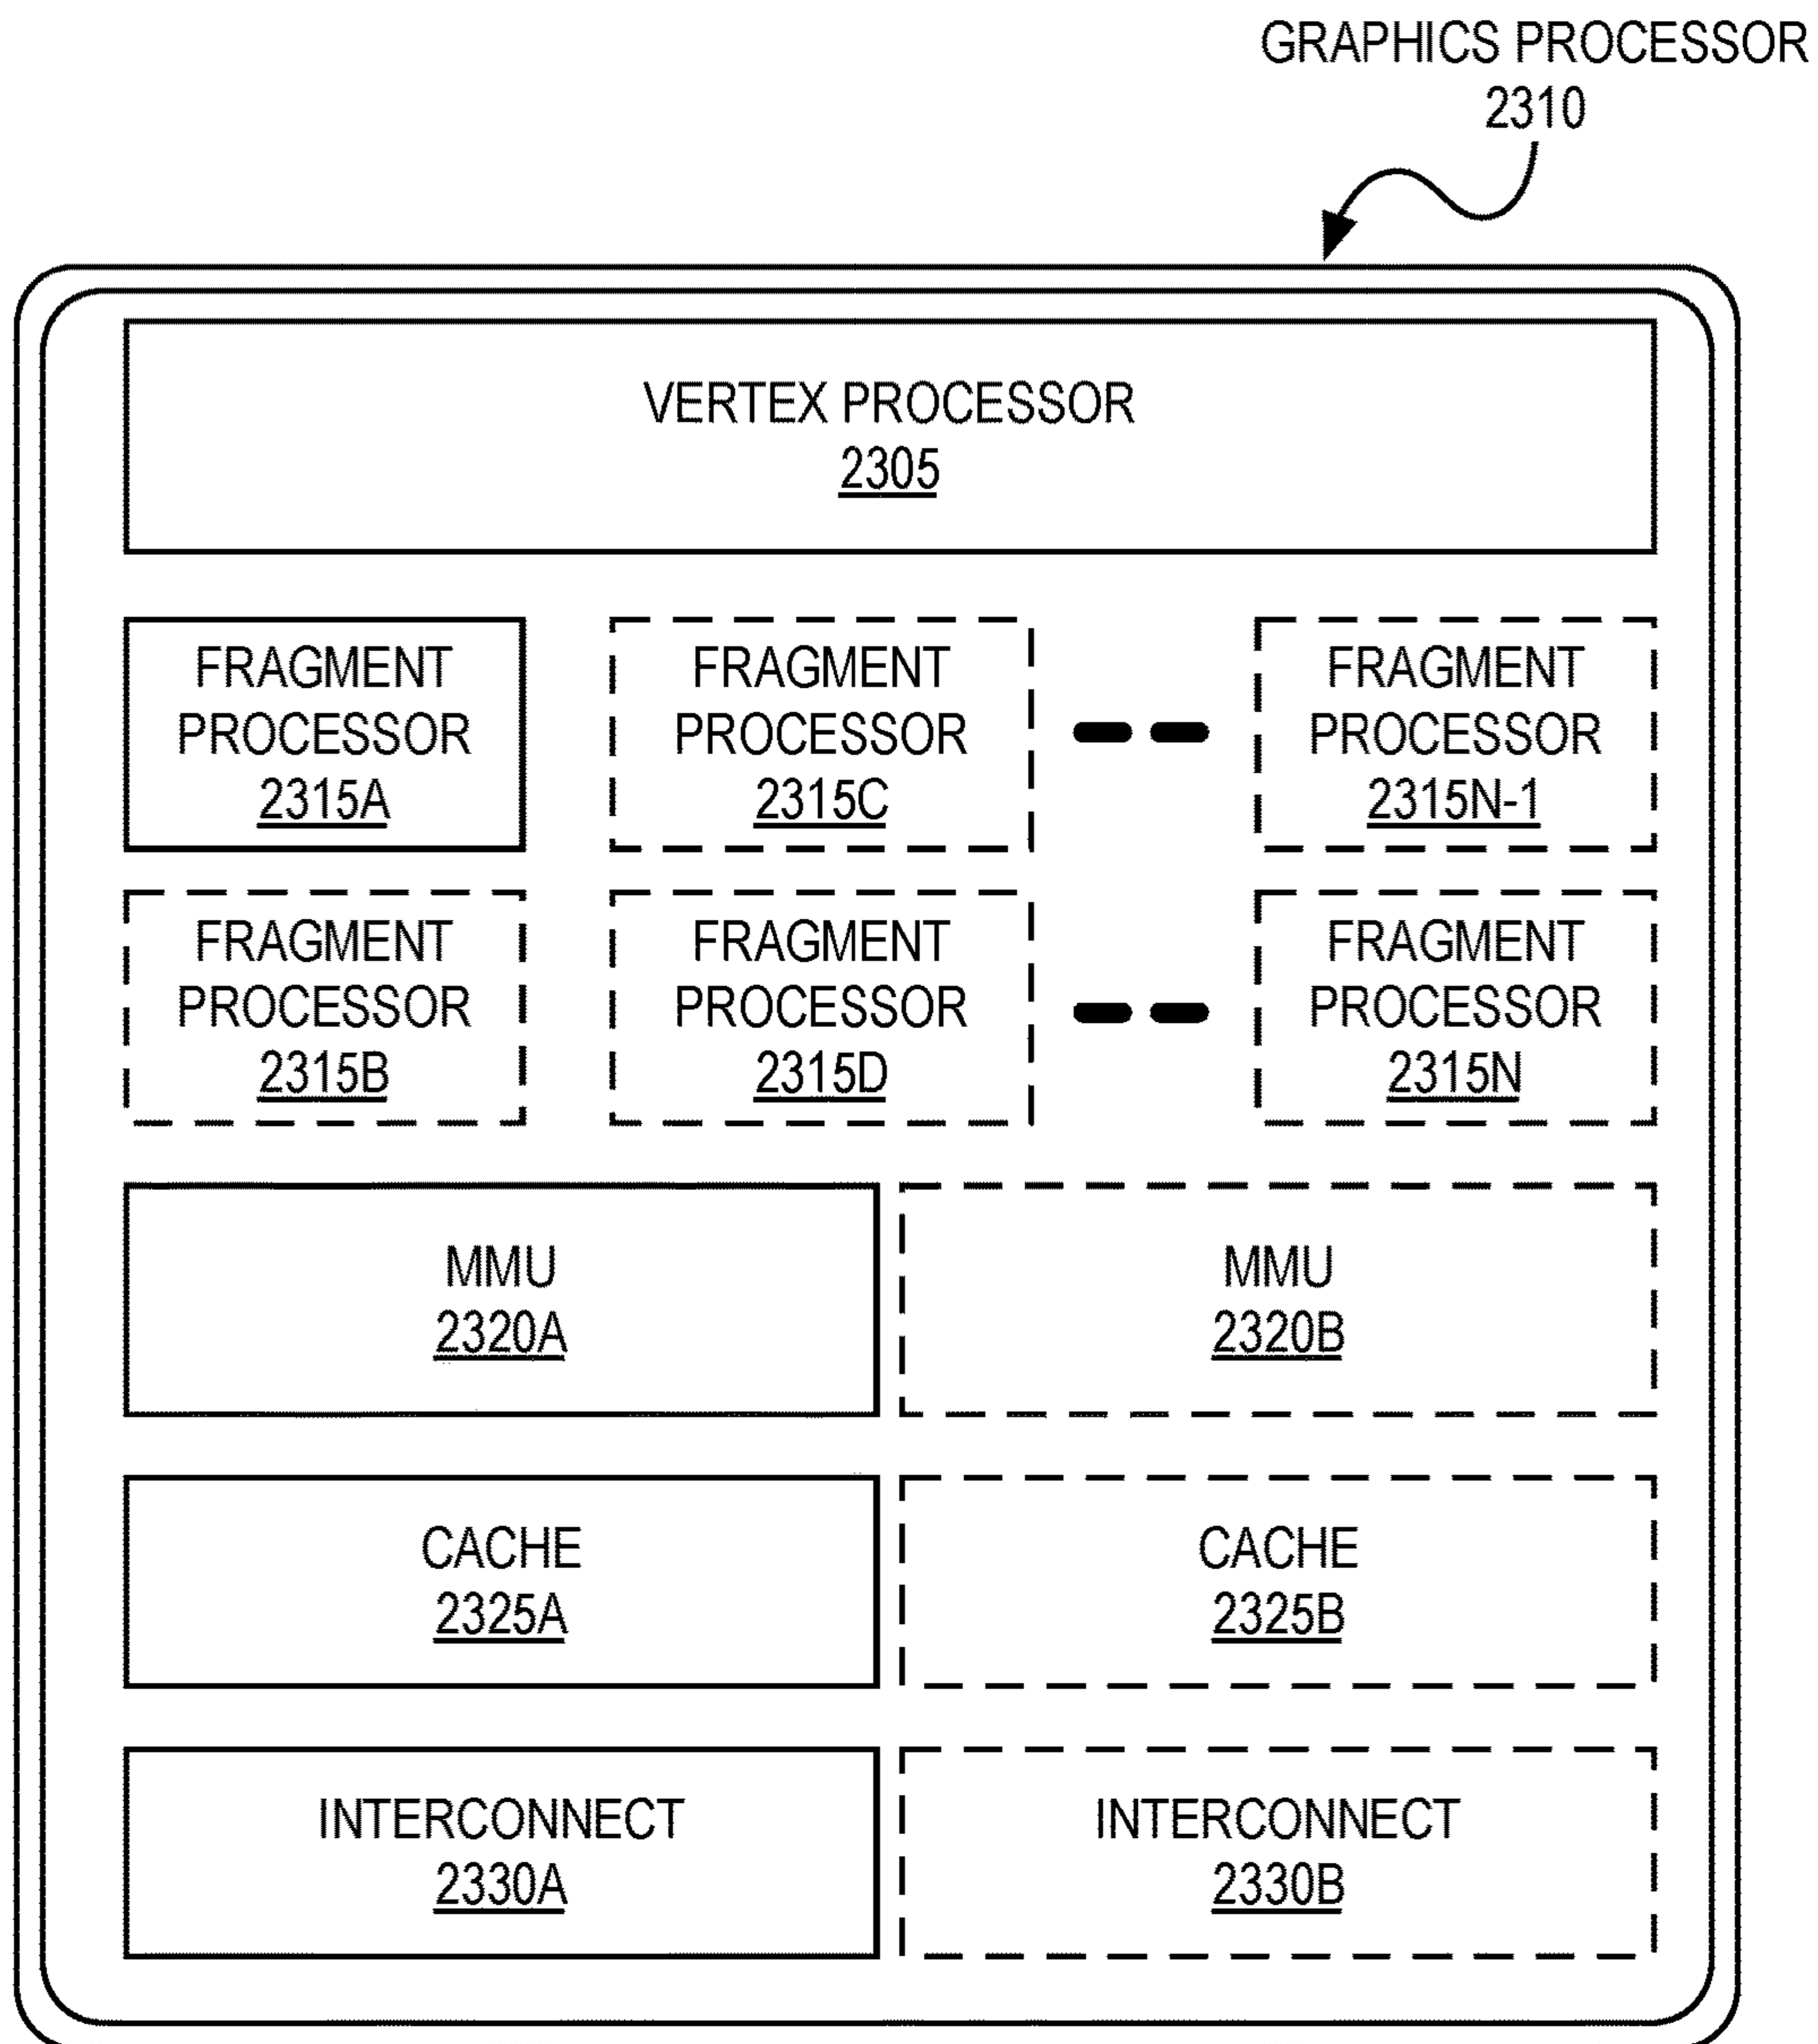 GRAPHICS PROCESSOR
2310
VERTEX PROCESSOR
2305
FRAGMENT
PROCESSOR
2315A
FRAGMENT
PROCESSOR
2315C
FRAGMENT
PROCESSOR
2315N-1
FRAGMENT
PROCESSOR
2315B
FRAGMENT
PROCESSOR
2315D
FRAGMENT
PROCESSOR
2315N
MMU
2320A
MMU
2320B
CACHE
2325A
CACHE
2325B
INTERCONNECT
2330A
INTERCONNECT
2330B